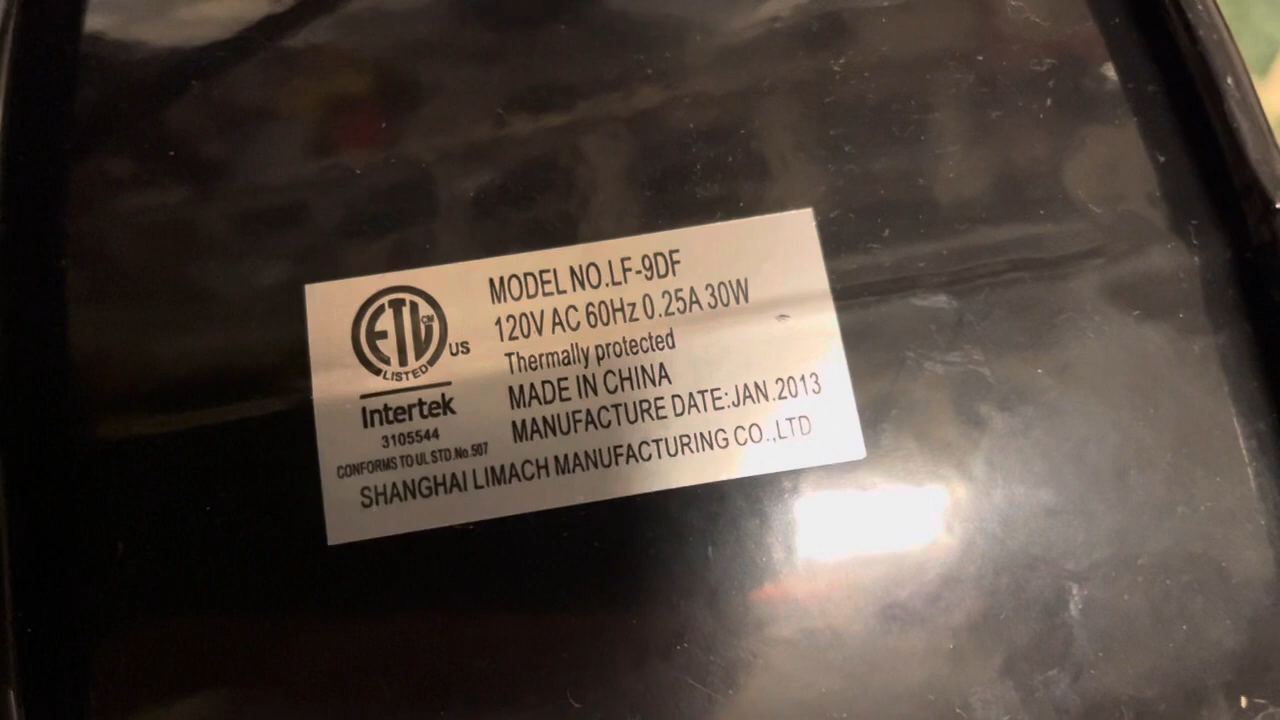 ETL CM
US
LISTED
Intertek
3105544
CONFORMS TO UL STD.No.507
MODEL NO.LF-9DF
120V AC 60Hz 0.25A 30W
Thermally protected
MADE IN CHINA
MANUFACTURE DATE:JAN.2013
SHANGHAI LIMACH MANUFACTURING CO.,LTD